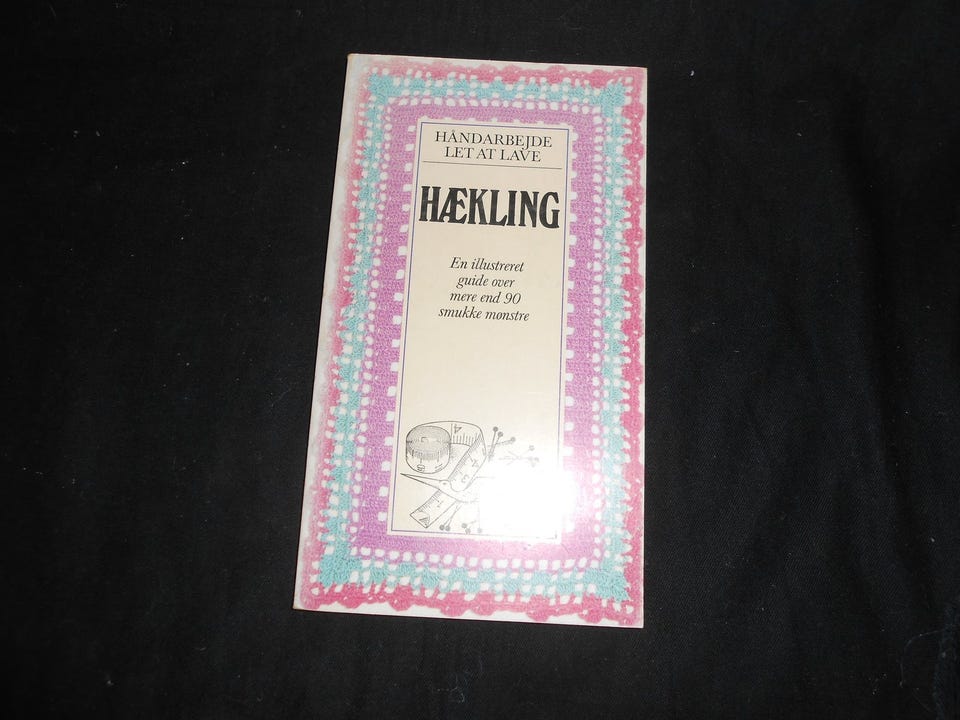 HÅNDARBEJDE
LET AT LAVE
HÆKLING
En illustreret
guide over
mere end 90
smukke mønstre